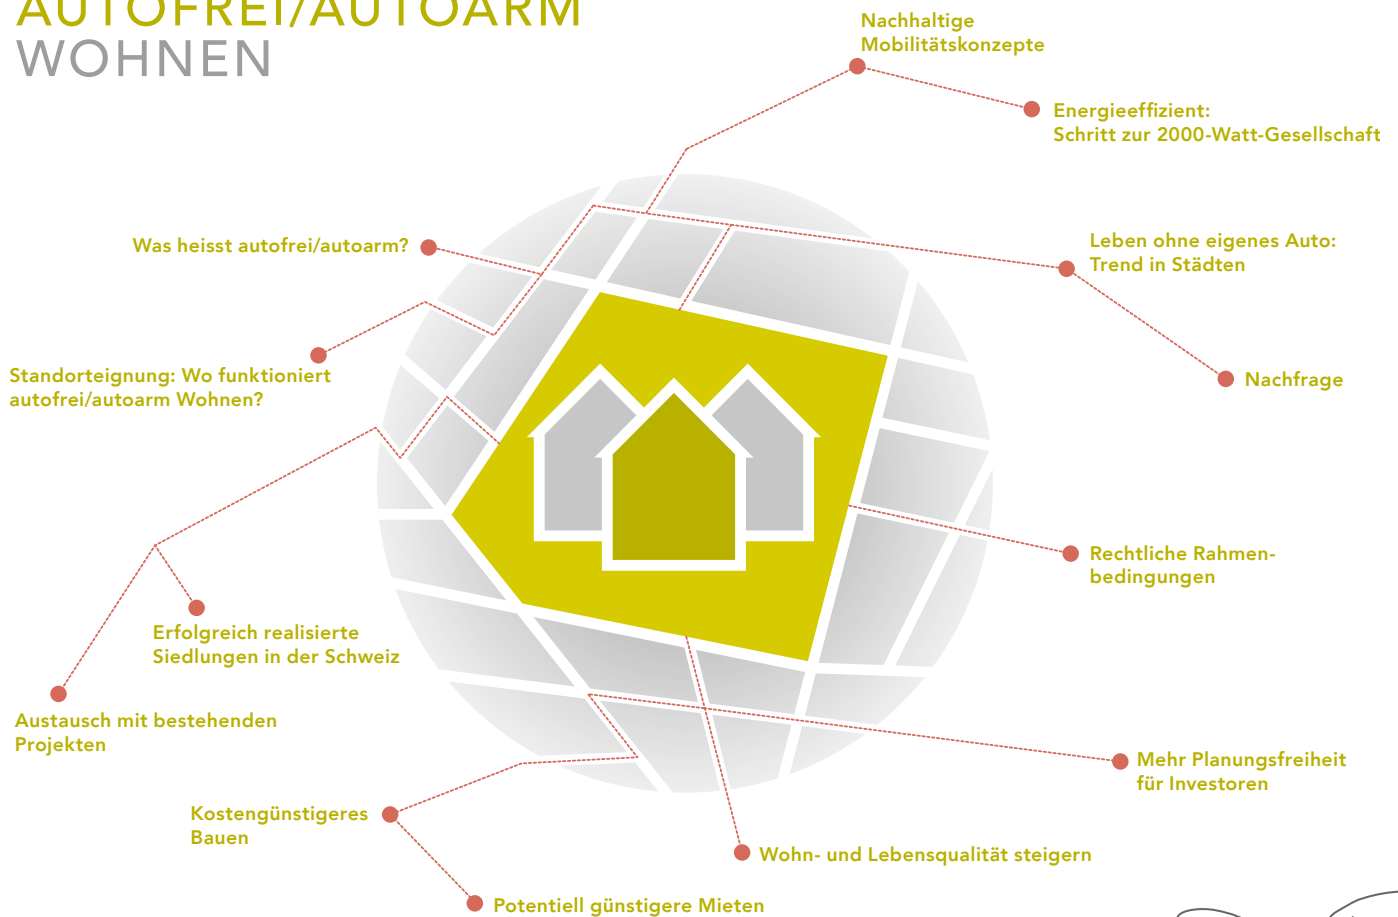 AUTOFREI/AUTOARM
WOHNEN
Nachhaltige
Mobilitätskonzepte
Energieeffizient:
Schritt zur 2000-Watt-Gesellschaft
Was heisst autofrei/autoarm?
Leben ohne eigenes Auto:
Trend in Städten
Standorteignung: Wo funktioniert
autofrei/autoarm Wohnen?
Nachfrage
Rechtliche Rahmen-
bedingungen
Erfolgreich realisierte
Siedlungen in der Schweiz
Austausch mit bestehenden
Projekten
Mehr Planungsfreiheit
für Investoren
Kostengünstigeres
Bauen
Wohn- und Lebensqualität steigern
Potentiell günstigere Mieten